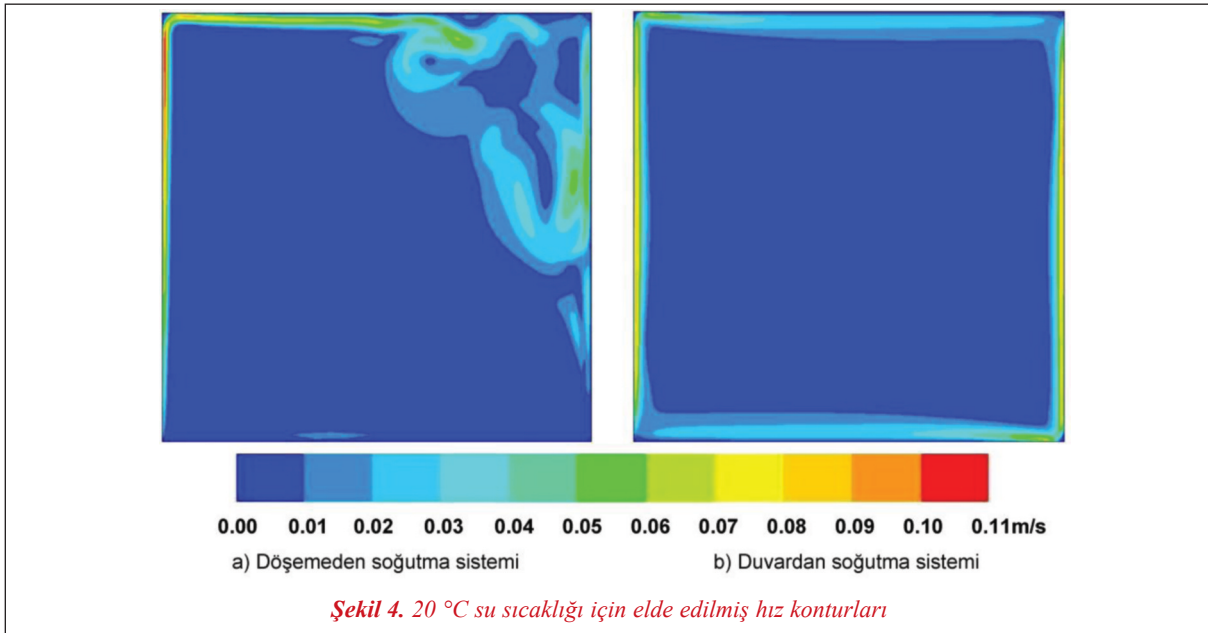 0.00 0.01 0.02 0.03 0.04 0.05 0.06 0.07 0.08 0.09 0.10 0.11m/s
a) Döşemeden soğutma sistemi b) Duvardan soğutma sistemi
Şekil 4. 20 °C su sıcaklığı için elde edilmiş hız konturları